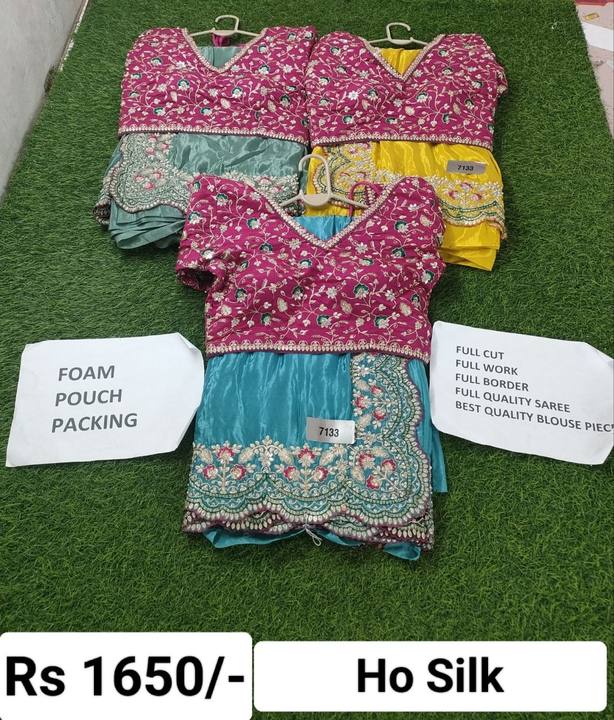 7133
FOAM
POUCH
PACKING
FULL CUT
FULL WORK
FULL BORDER
FULL QUALITY SAREE
BEST QUALITY BLOUSE PIEC
7133
Rs 1650/-
Ho Silk